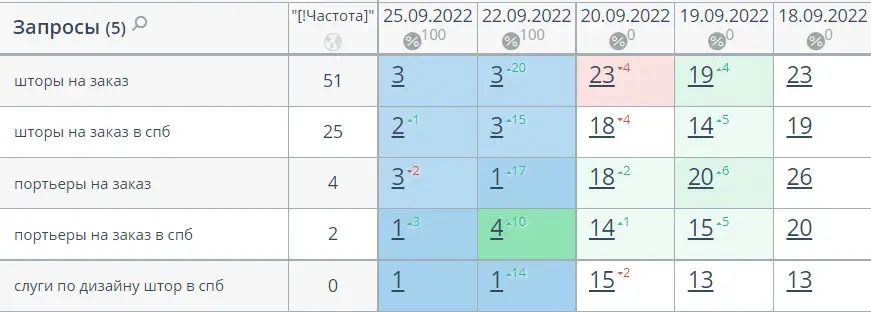 Запросы (5) "[!Частота]" 25.09.2022 22.09.2022 20.09.2022 19.09.2022 18.09.2022
% 100 % 100 % 0 % 0 % 0
шторы на заказ 51 3 3 20 23 4 19 4 23
шторы на заказ в спб 25 2 1 3 15 18 4 14 5 19
портьеры на заказ 4 3 2 1 17 18 2 20 6 26
портьеры на заказ в спб 2 1 3 4 10 14 1 15 5 20
слуги по дизайну штор в спб 0 1 1 14 15 2 13 13